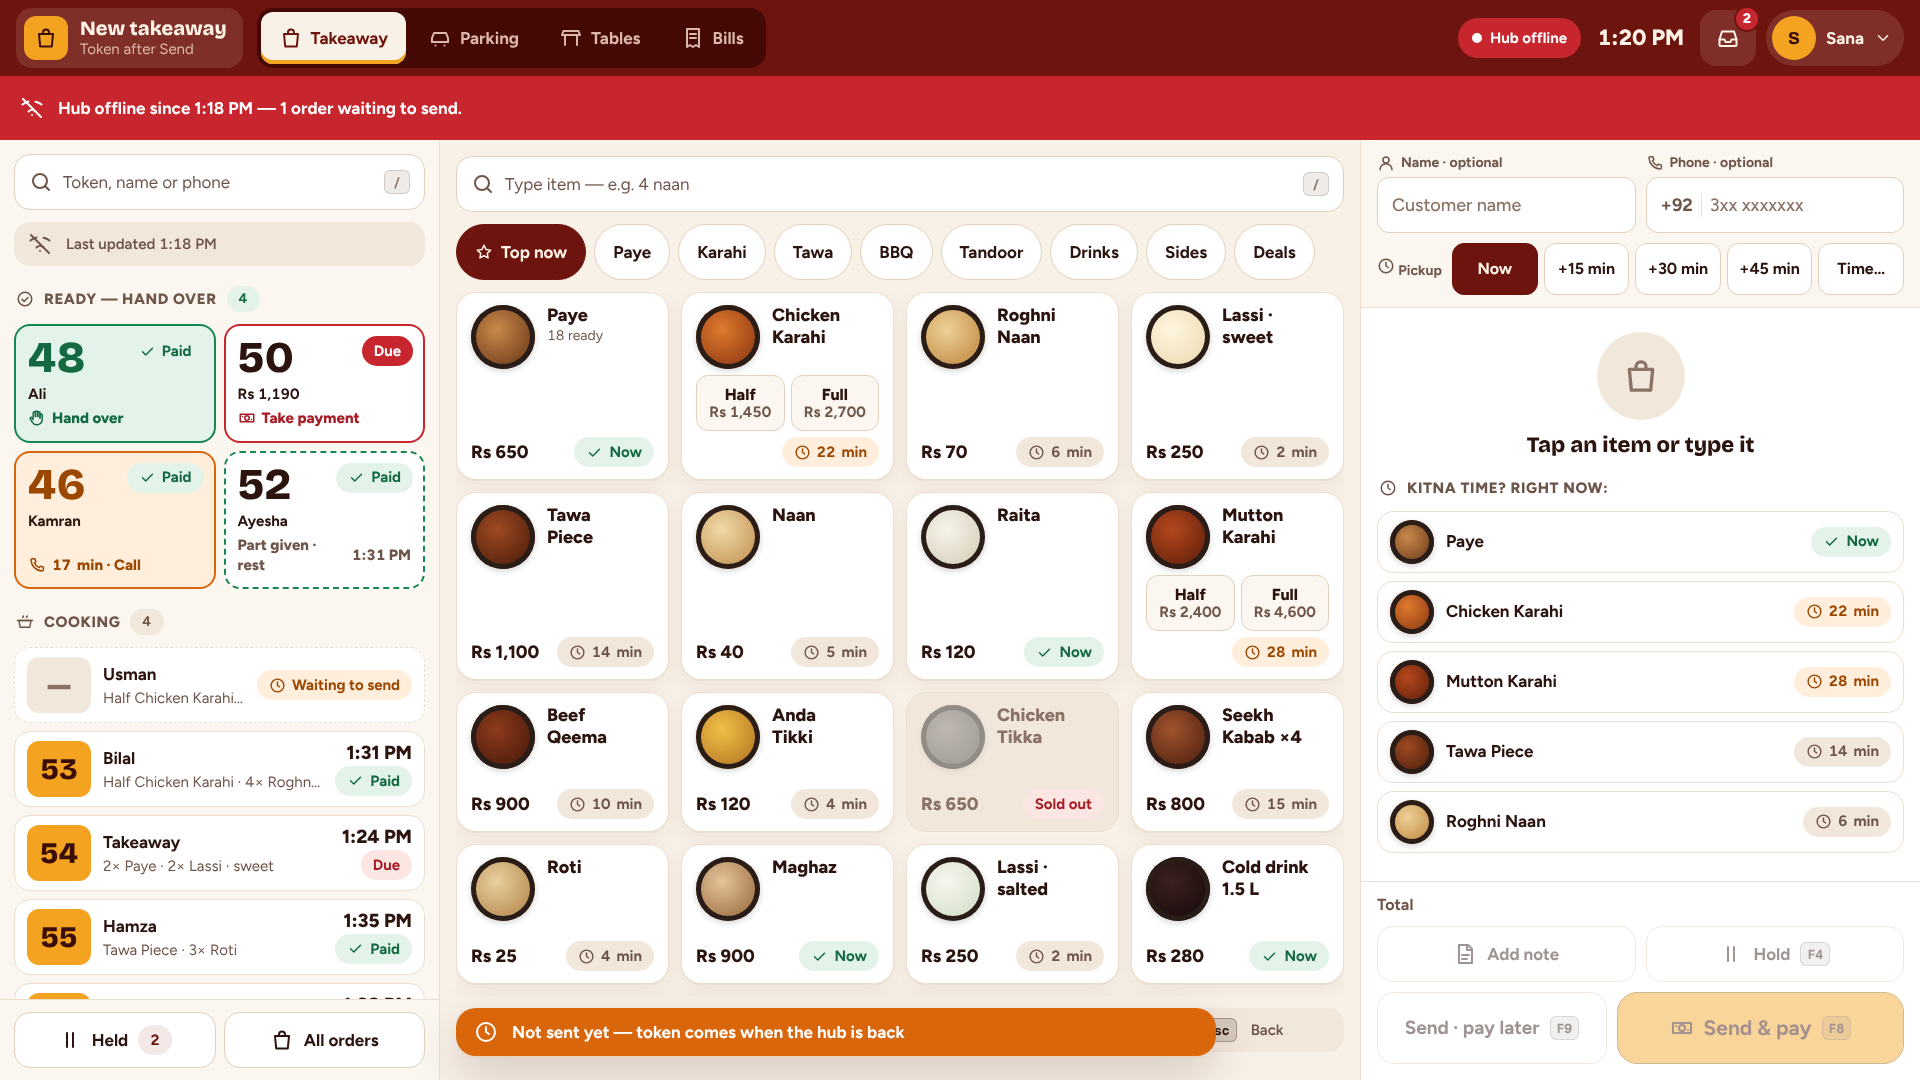 New takeaway
Token after Send
Takeaway
Parking
Tables
Bills
Hub offline
1:20 PM
2
S
Sana
Hub offline since 1:18 PM — 1 order waiting to send.
Token, name or phone
/
Last updated 1:18 PM
READY — HAND OVER
4
48
Paid
Ali
Hand over
50
Due
Rs 1,190
Take payment
46
Paid
Kamran
17 min · Call
52
Paid
Ayesha
Part given · rest
1:31 PM
COOKING
4
—
Usman
Half Chicken Karahi...
Waiting to send
53
Bilal
Half Chicken Karahi · 4× Roghn...
1:31 PM
Paid
54
Takeaway
2× Paye · 2× Lassi · sweet
1:24 PM
Due
55
Hamza
Tawa Piece · 3× Roti
1:35 PM
Paid
Held
2
All orders
Type item — e.g. 4 naan
/
Top now
Paye
Karahi
Tawa
BBQ
Tandoor
Drinks
Sides
Deals
Paye
18 ready
Rs 650
Now
Chicken Karahi
Half
Rs 1,450
Full
Rs 2,700
22 min
Roghni Naan
Rs 70
6 min
Lassi · sweet
Rs 250
2 min
Tawa Piece
Rs 1,100
14 min
Naan
Rs 40
5 min
Raita
Rs 120
Now
Mutton Karahi
Half
Rs 2,400
Full
Rs 4,600
28 min
Beef Qeema
Rs 900
10 min
Anda Tikki
Rs 120
4 min
Chicken Tikka
Rs 650
Sold out
Seekh Kabab ×4
Rs 800
15 min
Roti
Rs 25
4 min
Maghaz
Rs 900
Now
Lassi · salted
Rs 250
2 min
Cold drink 1.5 L
Rs 280
Now
Not sent yet — token comes when the hub is back
Back
Name · optional
Customer name
Phone · optional
+92
3xx xxxxxxx
Pickup
Now
+15 min
+30 min
+45 min
Time...
Tap an item or type it
KITNA TIME? RIGHT NOW:
Paye
Now
Chicken Karahi
22 min
Mutton Karahi
28 min
Tawa Piece
14 min
Roghni Naan
6 min
Total
Add note
Hold
F4
Send · pay later
F9
Send & pay
F8